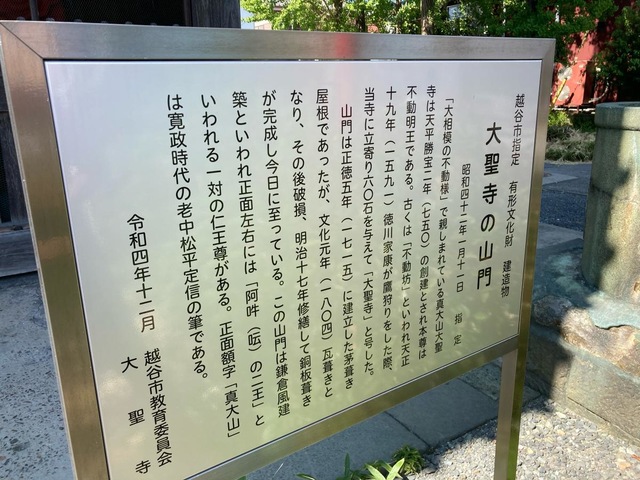 越谷市指定 有形文化財 建造物
大聖寺の山門
昭和四十二年一月十一日 指定
「大相模の不動様」で親しまれている真大山大聖
寺は天平勝宝二年（七五〇）の創建とされ本尊は
不動明王である。古くは「不動坊」といわれ天正
十九年（一五九一）徳川家康が鷹狩りをした際、
当寺に立寄り六〇石を与えて「大聖寺」と号した。
山門は正徳五年（一七一五）に建立した茅葺き
屋根であったが、文化元年（一八〇四）瓦葺きと
なり、その後破損、明治十七年修繕して銅板葺き
が完成し今日に至っている。この山門は鎌倉風建
築といわれ正面左右には「阿吽（呍）の二王」と
いわれる一対の仁王尊がある。正面額字「真大山」
は寛政時代の老中松平定信の筆である。
令和四年十二月
越谷市教育委員会
大聖寺